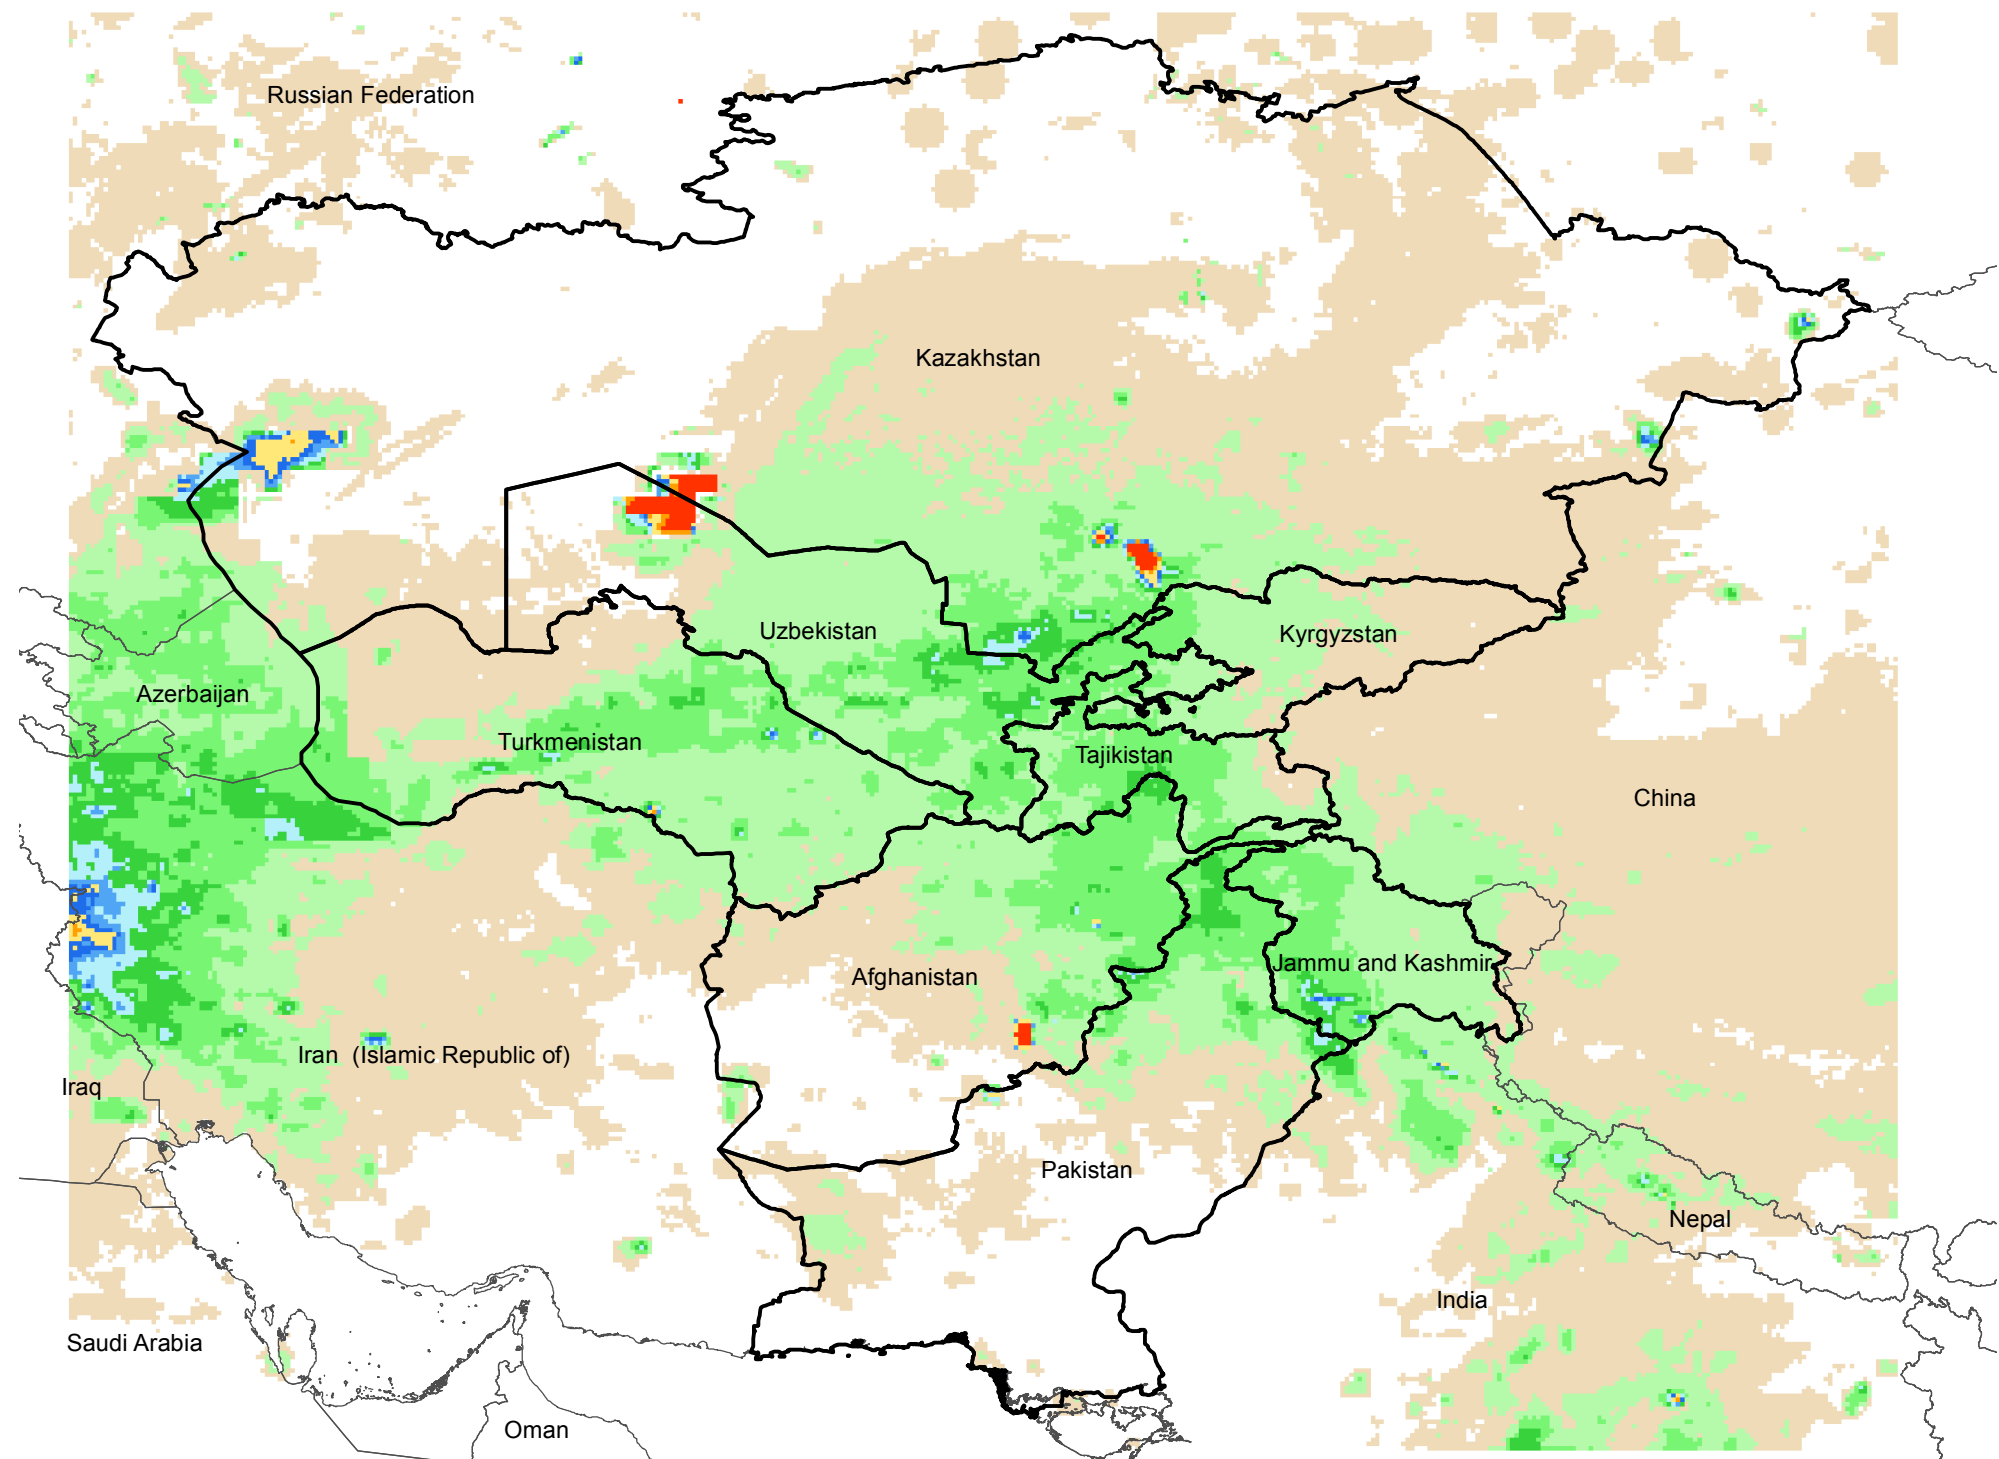 Russian Federation
Kazakhstan
Uzbekistan
Kyrgyzstan
Azerbaijan
Turkmenistan
Tajikistan
China
Jammu and Kashmir
Afghanistan
Iran  (Islamic Republic of)
Iraq
Pakistan
Nepal
India
Saudi Arabia
Oman